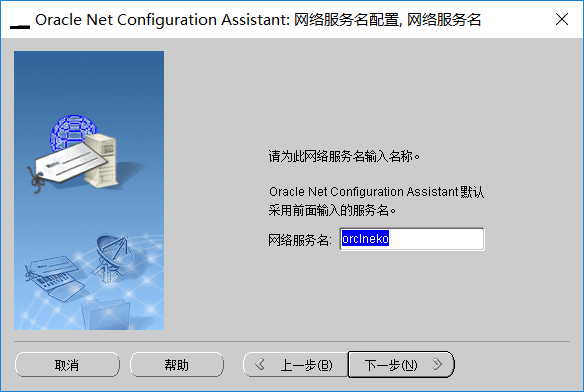 Oracle Net Configuration Assistant: 网络服务名配置, 网络服务名
请为此网络服务名输入名称。
Oracle Net Configuration Assistant 默认
采用前面输入的服务名。
网络服务名: orclneko
取消 帮助 上一步(B) 下一步(N)